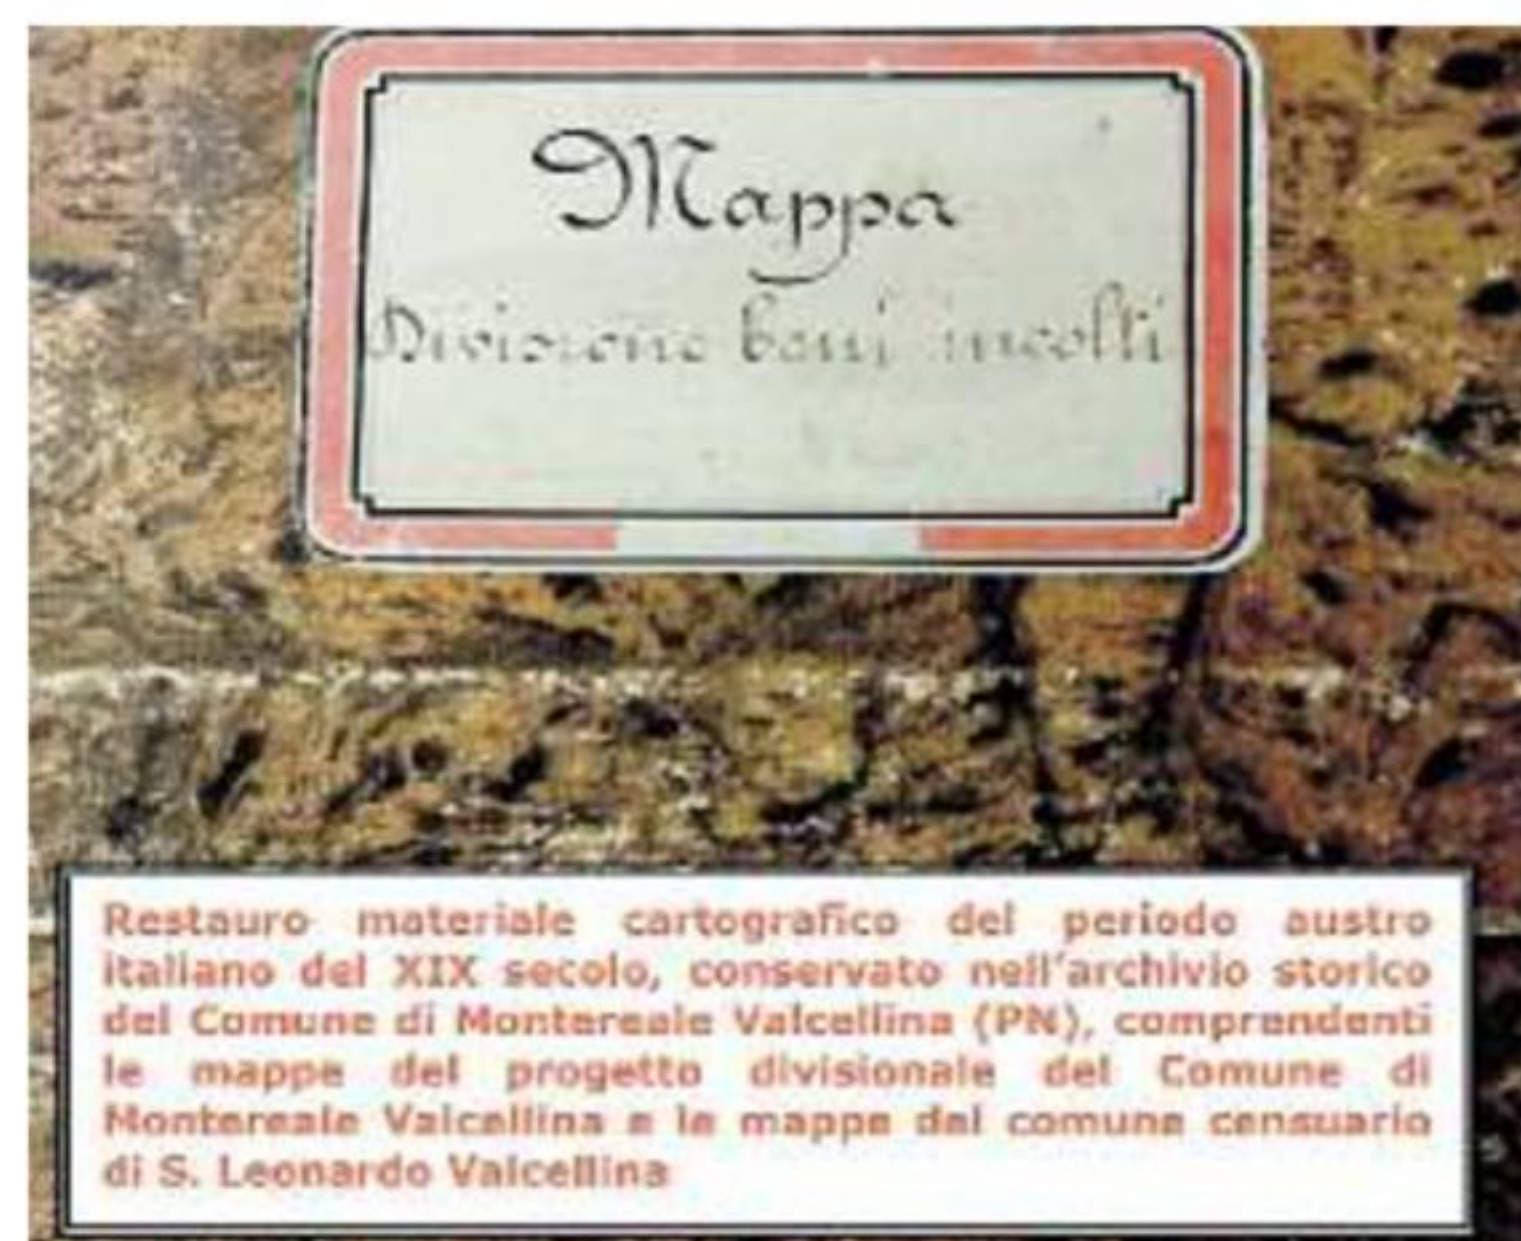 Mappa
Divisione beni incolti
Restauro materiale cartografico del periodo austro
italiano del XIX secolo, conservato nell'archivio storico
del Comune di Montereale Valcellina (PN), comprendenti
le mappe del progetto divisionale del Comune di
Montereale Valcellina e le mappe del comune censuario
di S. Leonardo Valcellina